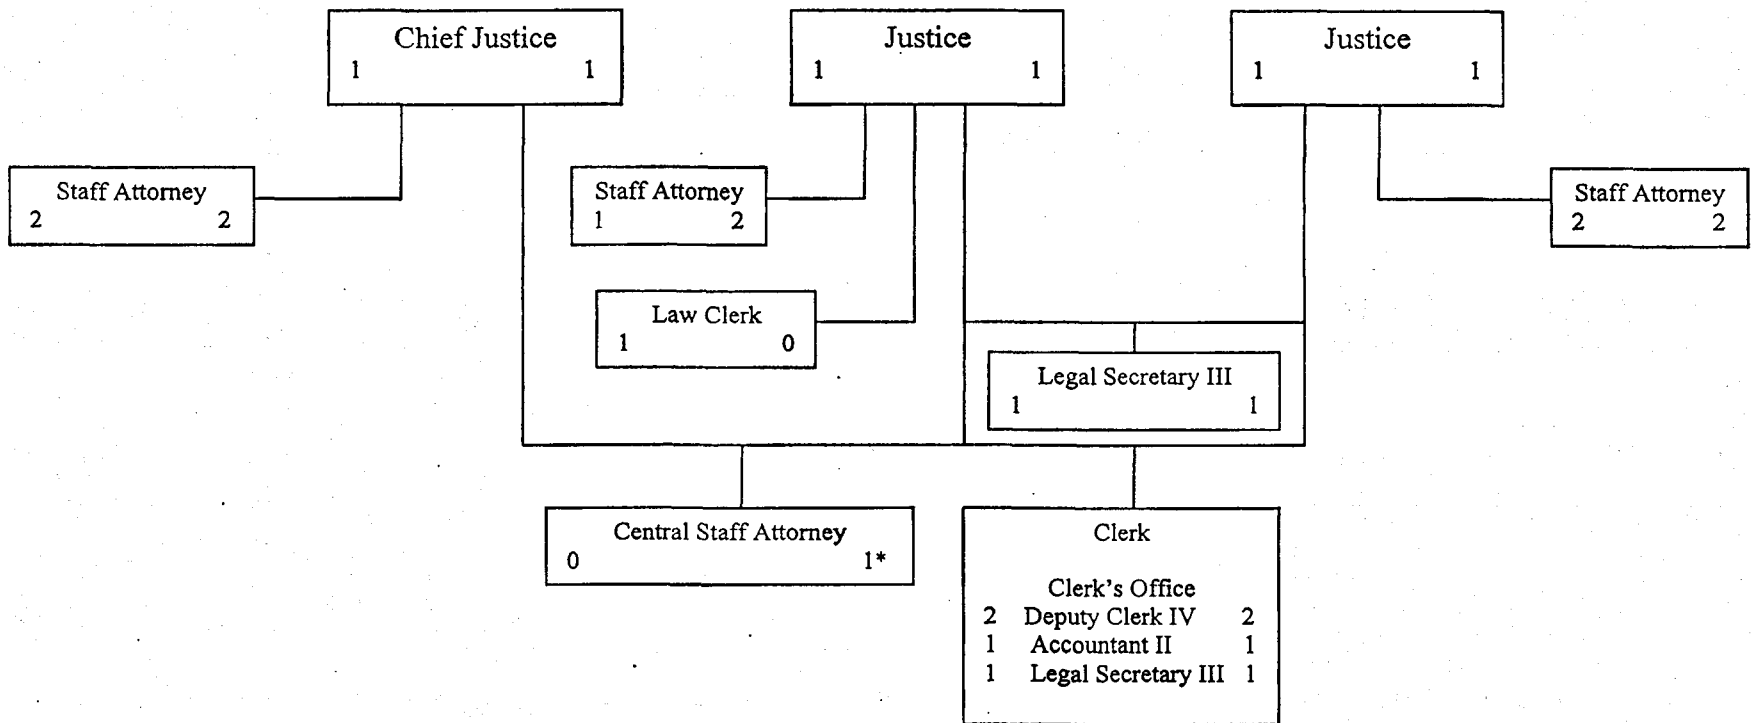 Chief Justice
1 1
Justice
1 1
Justice
1 1
Staff Attorney
2 2
Staff Attorney
1 2
Staff Attorney
2 2
Law Clerk
1 0
Legal Secretary III
1 1
Central Staff Attorney
0 1*
Clerk
Clerk's Office
2 Deputy Clerk IV 2
1 Accountant II 1
1 Legal Secretary III 1